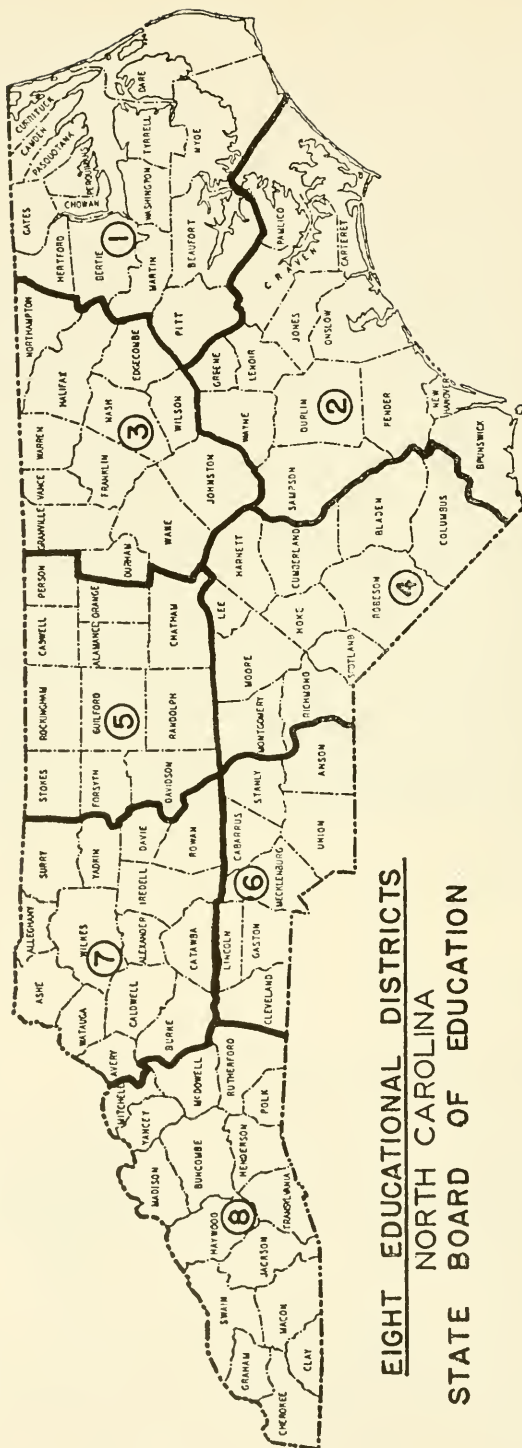 CURRITUCK
CAMDEN
PASQUOTANK
PERQUIMANS
GATES
CHOWAN
HERTFORD
BERTIE
1
DARE
TYRRELL
WASHINGTON
HYDE
MARTIN
BEAUFORT
PITT
NORTHAMPTON
HALIFAX
WARREN
VANCE
GRANVILLE
FRANKLIN
NASH
EDGECOMBE
3
WILSON
DURHAM
WAKE
JOHNSTON
GREENE
LENOIR
WAYNE
PAMLICO
CRAVEN
CARTERET
JONES
ONSLOW
DUPLIN
2
SAMPSON
PENDER
NEW HANOVER
BRUNSWICK
PERSON
CASWELL
ROCKINGHAM
STOKES
ORANGE
ALAMANCE
GUILFORD
FORSYTH
5
CHATHAM
RANDOLPH
DAVIDSON
LEE
HARNETT
CUMBERLAND
BLADEN
COLUMBUS
MOORE
HOKE
ROBESON
4
SCOTLAND
MONTGOMERY
RICHMOND
ALLEGHANY
SURRY
ASHE
WILKES
YADKIN
7
WATAUGA
DAVIE
IREDELL
ALEXANDER
ROWAN
CALDWELL
CATAWBA
AVERY
BURKE
STANLY
ANSON
CABARRUS
UNION
6
MECKLENBURG
LINCOLN
GASTON
CLEVELAND
MITCHELL
YANCEY
MCDOWELL
RUTHERFORD
MADISON
BUNCOMBE
POLK
HENDERSON
HAYWOOD
8
TRANSYLVANIA
JACKSON
SWAIN
MACON
GRAHAM
CLAY
CHEROKEE
EIGHT EDUCATIONAL DISTRICTS
NORTH CAROLINA
STATE BOARD OF EDUCATION